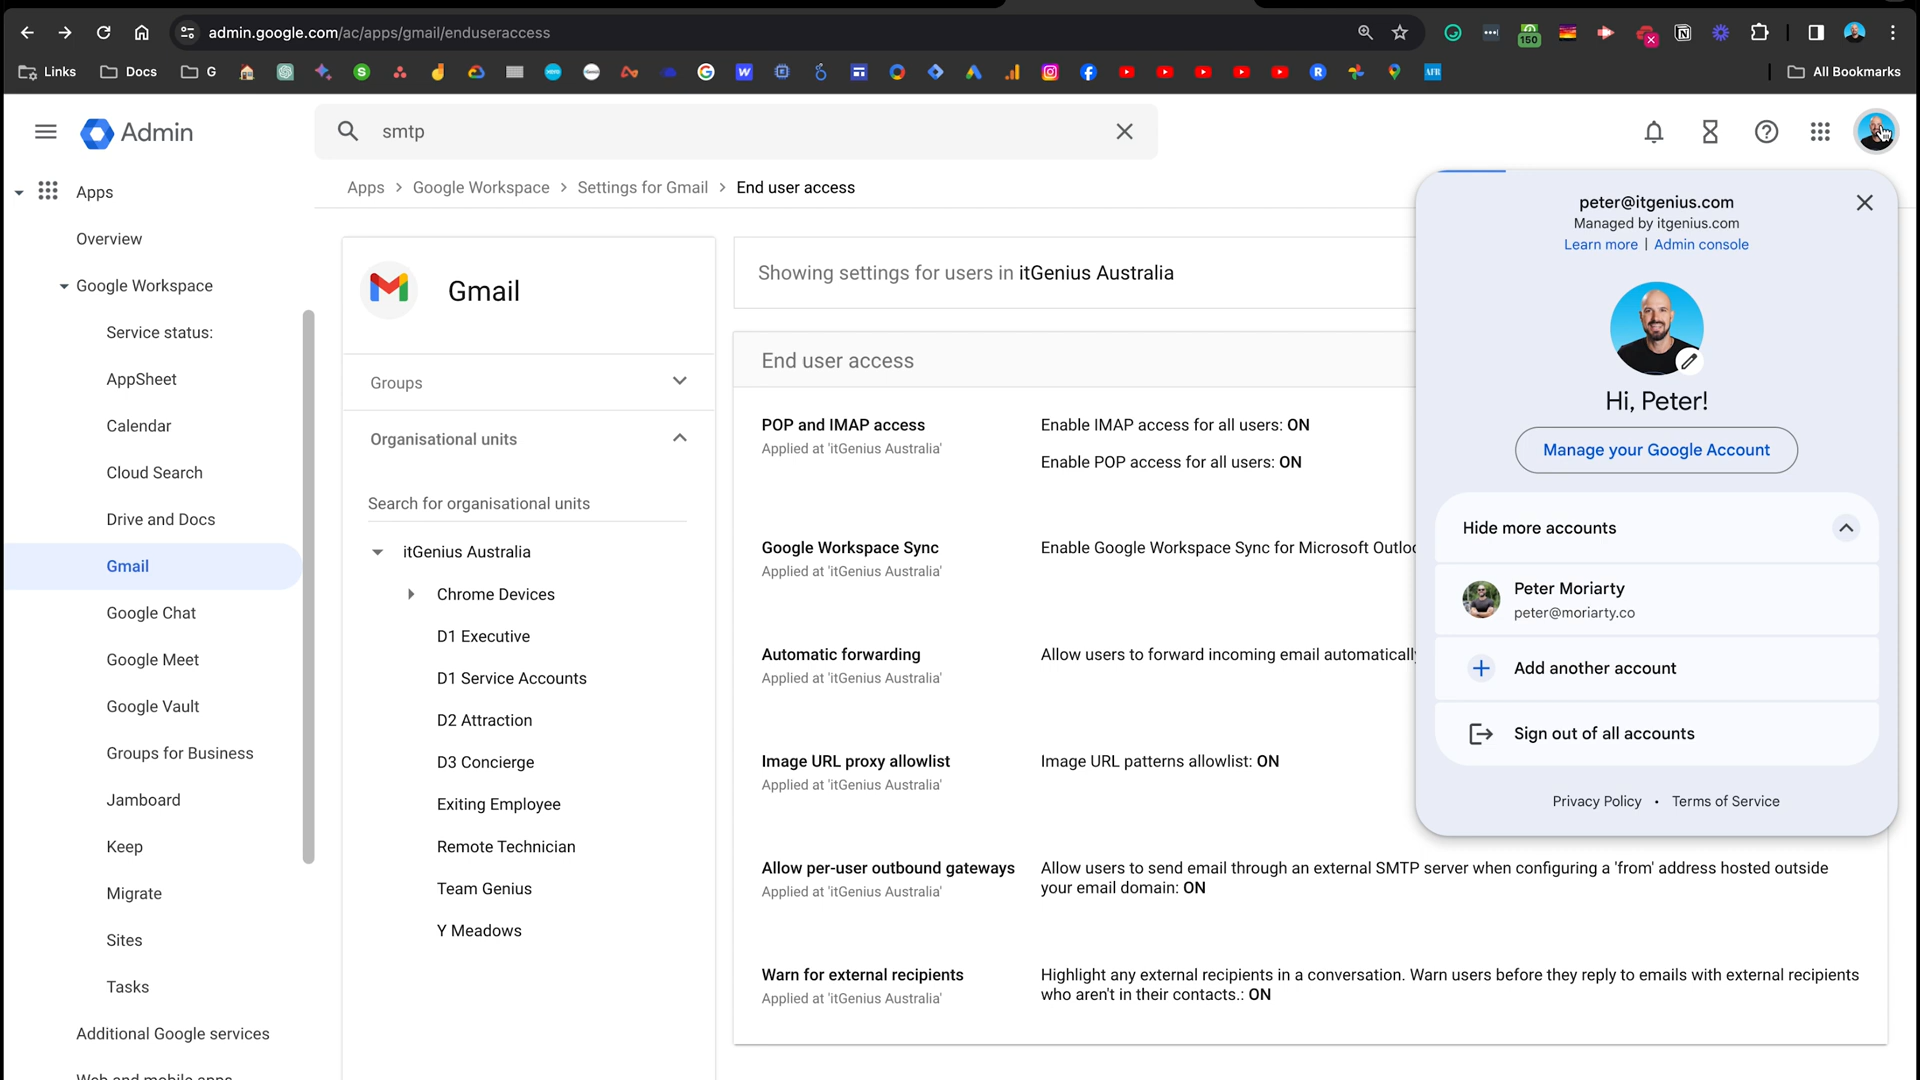 admin.google.com/ac/apps/gmail/enduseraccess
150
Links
Docs
G
All Bookmarks
Admin
smtp
Apps
Overview
Google Workspace
Service status:
AppSheet
Calendar
Cloud Search
Drive and Docs
Gmail
Google Chat
Google Meet
Google Vault
Groups for Business
Jamboard
Keep
Migrate
Sites
Tasks
Additional Google services
Web and mobile apps
Apps > Google Workspace > Settings for Gmail > End user access
Gmail
Groups
Organisational units
Search for organisational units
itGenius Australia
Chrome Devices
D1 Executive
D1 Service Accounts
D2 Attraction
D3 Concierge
Exiting Employee
Remote Technician
Team Genius
Y Meadows
Showing settings for users in itGenius Australia
End user access
POP and IMAP access
Applied at 'itGenius Australia'
Enable IMAP access for all users: ON
Enable POP access for all users: ON
Google Workspace Sync
Applied at 'itGenius Australia'
Enable Google Workspace Sync for Microsoft Outloo
Automatic forwarding
Applied at 'itGenius Australia'
Allow users to forward incoming email automatically
Image URL proxy allowlist
Applied at 'itGenius Australia'
Image URL patterns allowlist: ON
Allow per-user outbound gateways
Applied at 'itGenius Australia'
Allow users to send email through an external SMTP server when configuring a 'from' address hosted outside
your email domain: ON
Warn for external recipients
Applied at 'itGenius Australia'
Highlight any external recipients in a conversation. Warn users before they reply to emails with external recipients
who aren't in their contacts.: ON
peter@itgenius.com
Managed by itgenius.com
Learn more | Admin console
Hi, Peter!
Manage your Google Account
Hide more accounts
Peter Moriarty
peter@moriarty.co
Add another account
Sign out of all accounts
Privacy Policy • Terms of Service